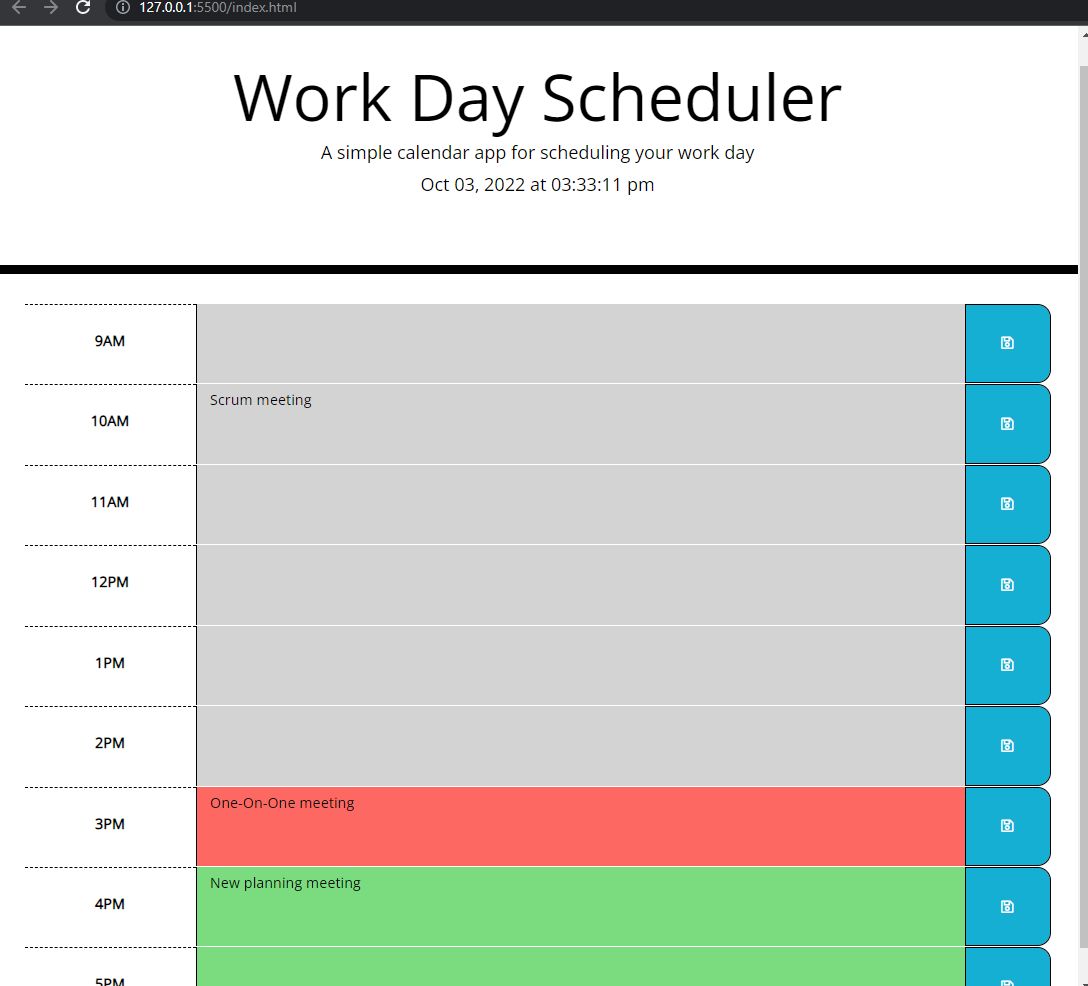 127.0.0.1:5500/index.html
Work Day Scheduler
A simple calendar app for scheduling your work day
Oct 03, 2022 at 03:33:11 pm
9AM
10AM
Scrum meeting
11AM
12PM
1PM
2PM
3PM
One-On-One meeting
4PM
New planning meeting
5PM